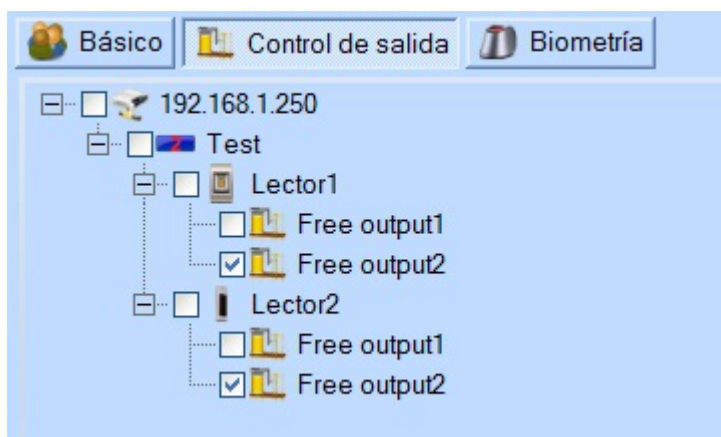 Básico Control de salida Biometría
192.168.1.250
Test
Lector1
Free output1
Free output2
Lector2
Free output1
Free output2